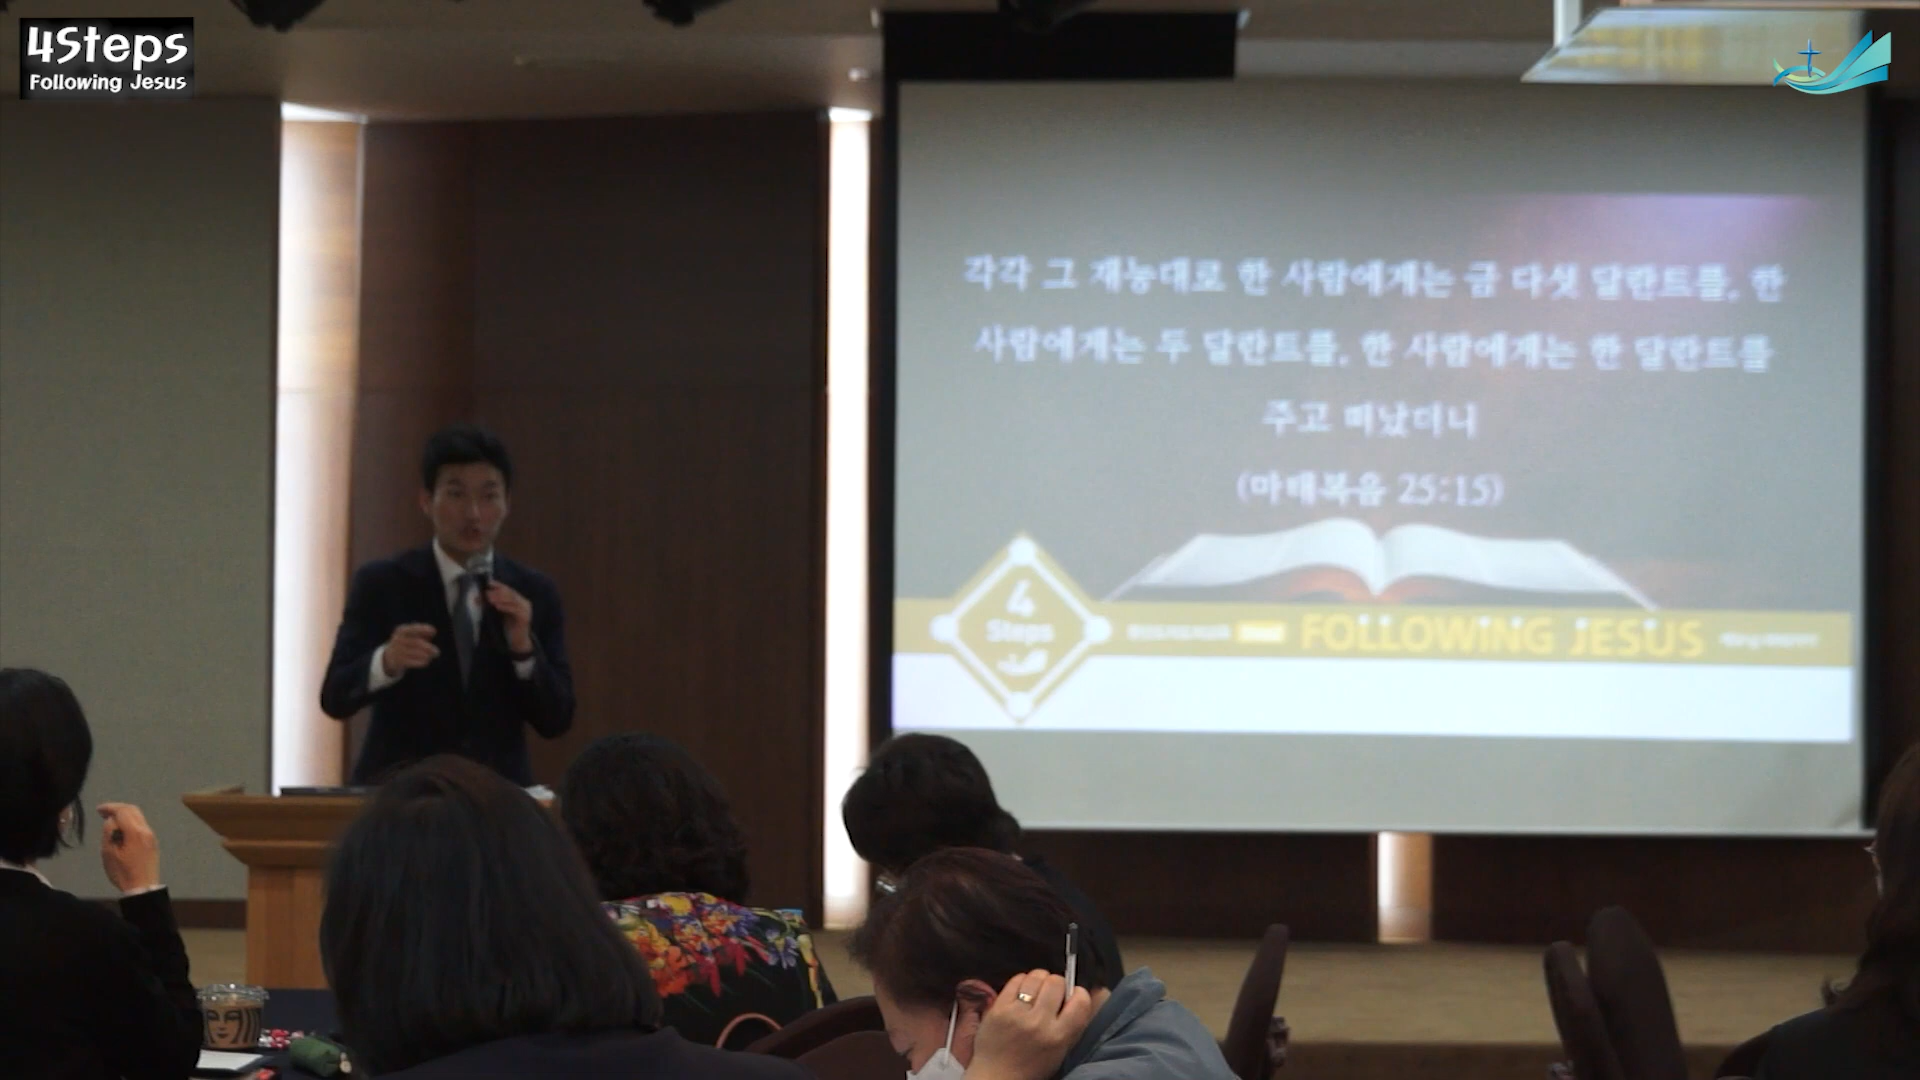 4Steps
Following Jesus
각각 그 재능대로 한 사람에게는 금 다섯 달란트를, 한
사람에게는 두 달란트를, 한 사람에게는 한 달란트를
주고 떠났더니
(마태복음 25:15)
4
Steps
FOLLOWING JESUS